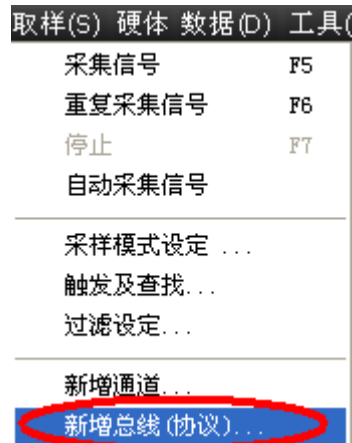 取样(S) 硬体 数据(D) 工具(
采集信号 F5
重复采集信号 F6
停止 F7
自动采集信号
采样模式设定 ...
触发及查找...
过滤设定...
新增通道...
新增总线(协议)...